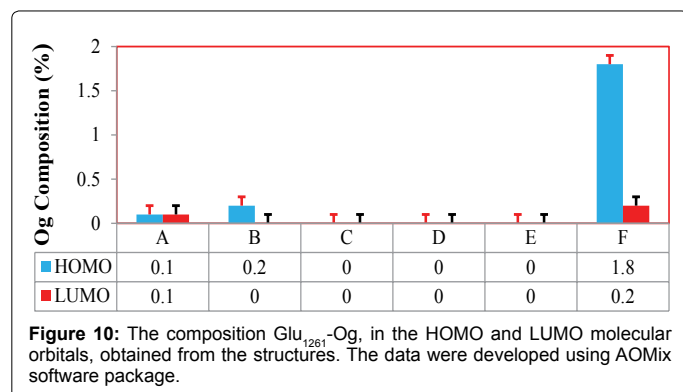 Og Composition (%)
2
1.5
1
0.5
0
A B C D E F
HOMO 0.1 0.2 0 0 0 1.8
LUMO 0.1 0 0 0 0 0.2
Figure 10: The composition Glu1261-Og, in the HOMO and LUMO molecular
orbitals, obtained from the structures. The data were developed using AOMix
software package.